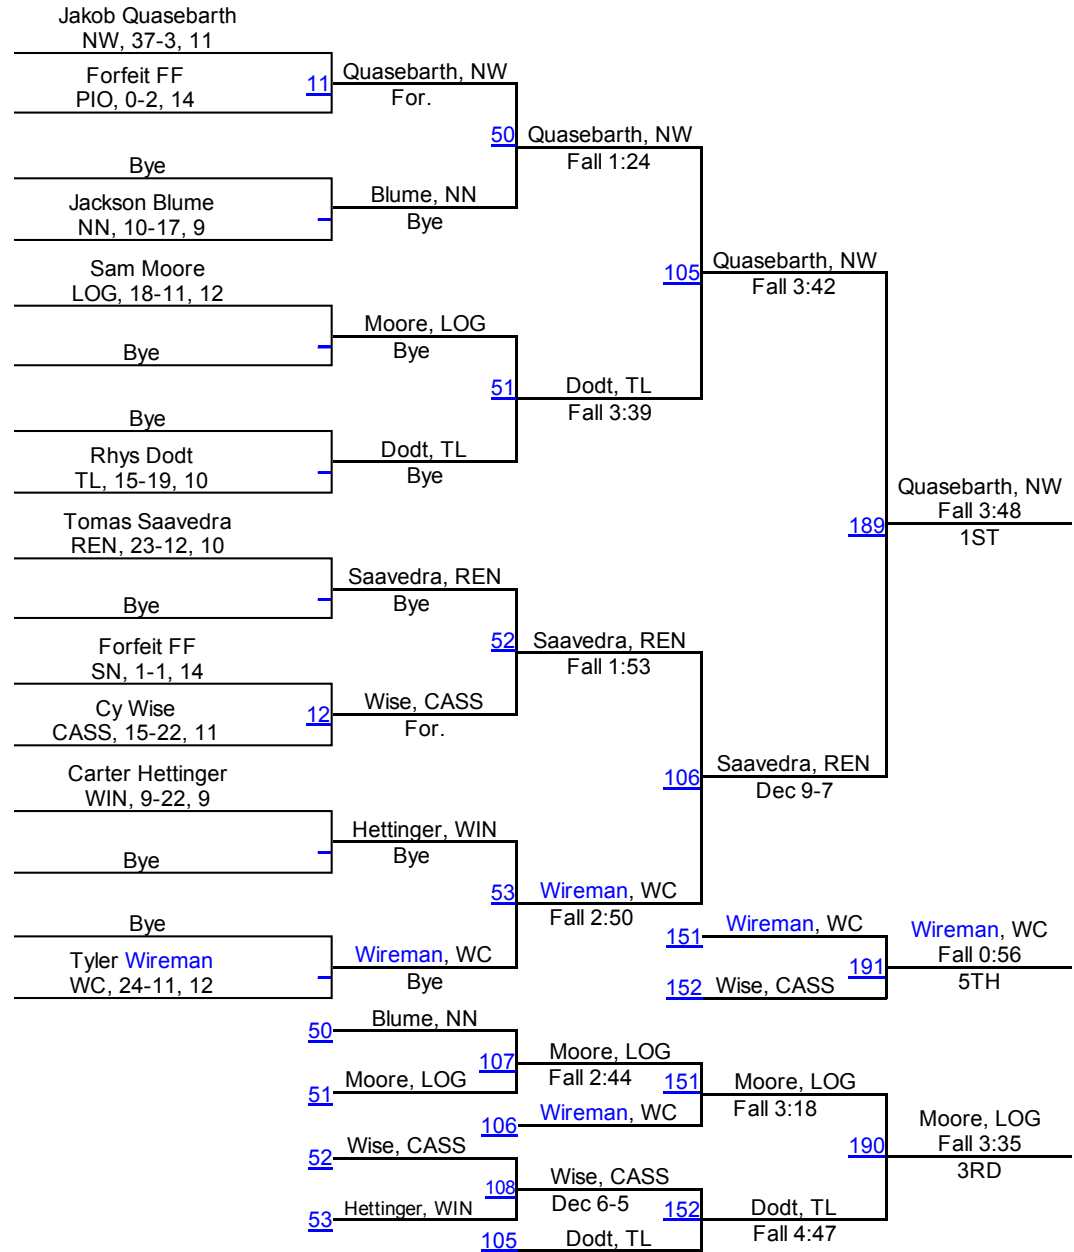 Jakob Quasebarth
NW, 37-3, 11
Forfeit FF
PIO, 0-2, 14
11
Quasebarth, NW
For.
50
Quasebarth, NW
Fall 1:24
Bye
Jackson Blume
NN, 10-17, 9
Blume, NN
Bye
Sam Moore
LOG, 18-11, 12
105
Quasebarth, NW
Fall 3:42
Bye
Moore, LOG
Bye
51
Dodt, TL
Fall 3:39
Bye
Rhys Dodt
TL, 15-19, 10
Dodt, TL
Bye
Tomas Saavedra
REN, 23-12, 10
189
Quasebarth, NW
Fall 3:48
1ST
Bye
Saavedra, REN
Bye
52
Saavedra, REN
Fall 1:53
Forfeit FF
SN, 1-1, 14
Cy Wise
CASS, 15-22, 11
12
Wise, CASS
For.
Carter Hettinger
WIN, 9-22, 9
106
Saavedra, REN
Dec 9-7
Bye
Hettinger, WIN
Bye
53
Wireman, WC
Fall 2:50
Bye
Tyler Wireman
WC, 24-11, 12
Wireman, WC
Bye
151
Wireman, WC
152
Wise, CASS
191
Wireman, WC
Fall 0:56
5TH
50
Blume, NN
51
Moore, LOG
107
Moore, LOG
Fall 2:44
106
Wireman, WC
151
Moore, LOG
Fall 3:18
52
Wise, CASS
53
Hettinger, WIN
108
Wise, CASS
Dec 6-5
105
Dodt, TL
152
Dodt, TL
Fall 4:47
190
Moore, LOG
Fall 3:35
3RD